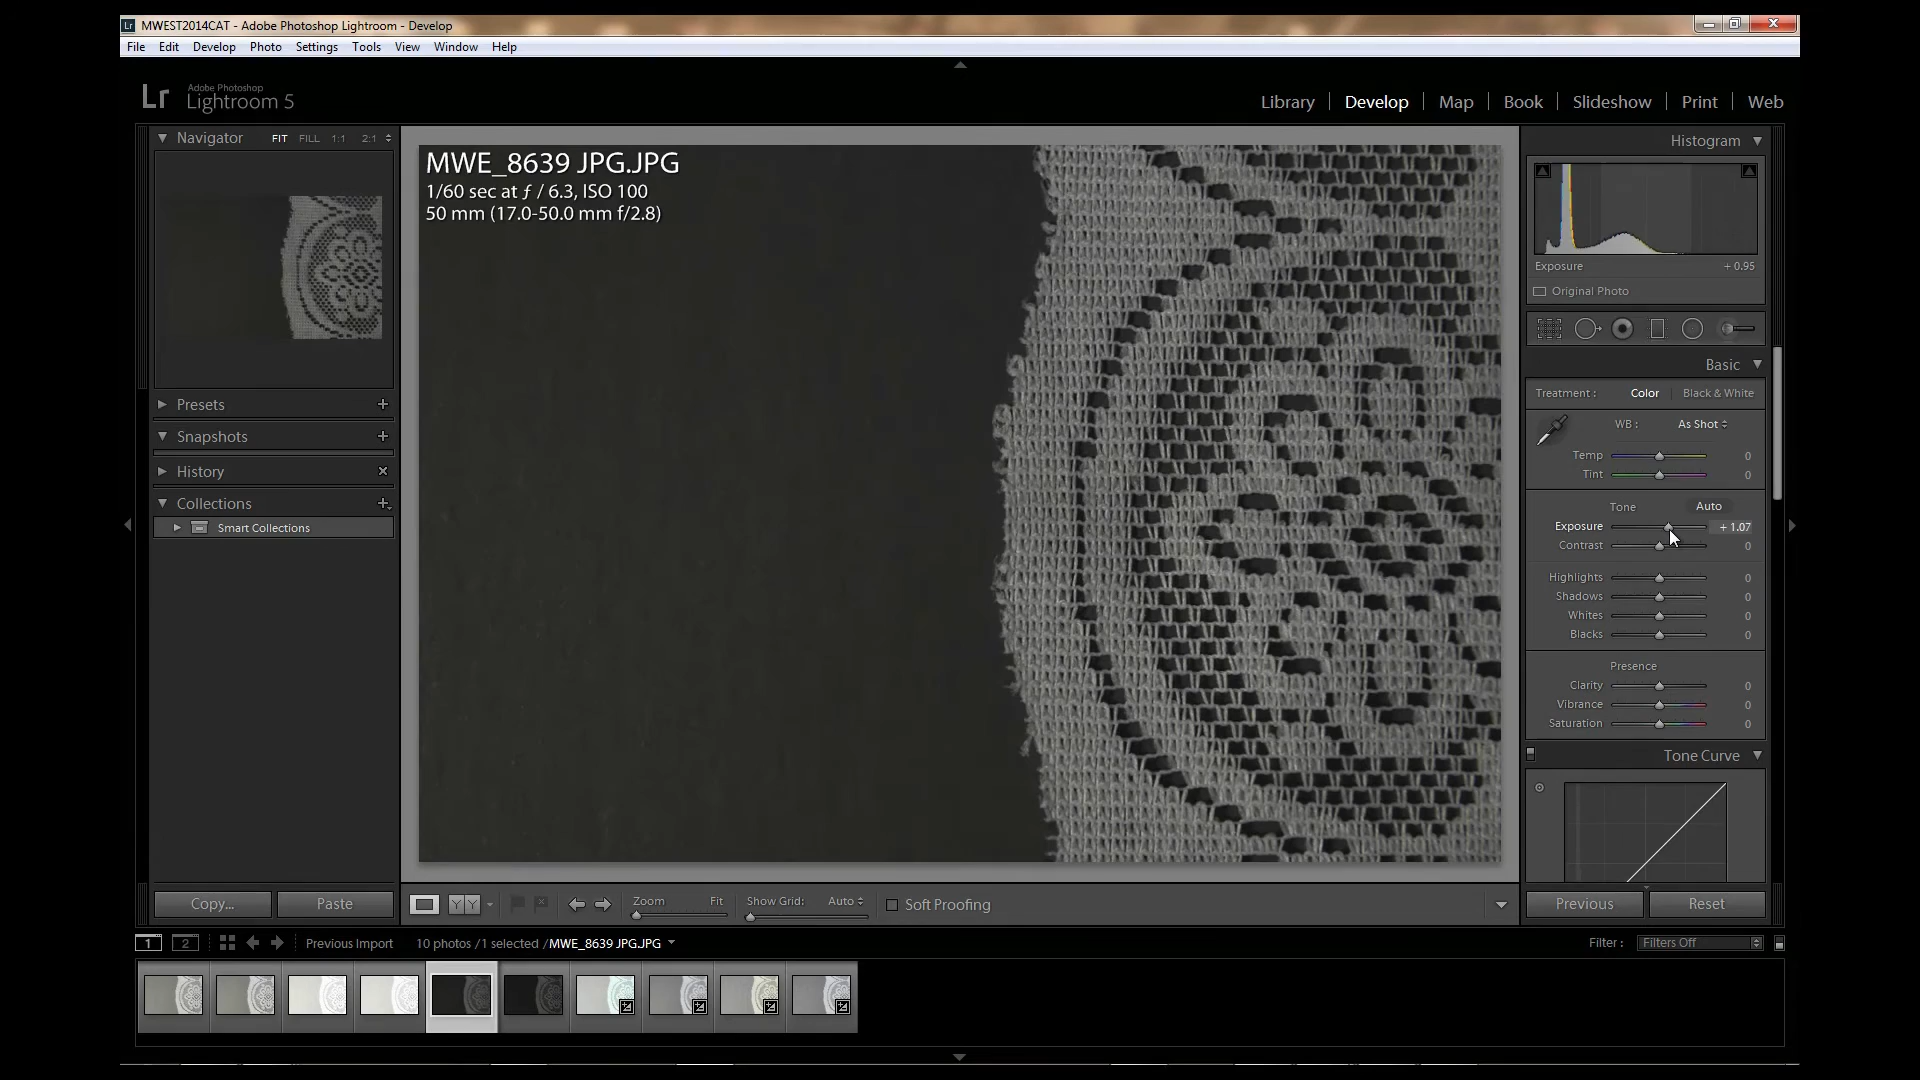 MWEST2014CAT - Adobe Photoshop Lightroom - Develop
File Edit Develop Photo Settings Tools View Window Help
Lr Adobe Photoshop
Lightroom 5
Library | Develop | Map | Book | Slideshow | Print | Web
Navigator FIT FILL 1:1 2:1
Presets
Snapshots
History
Collections
Smart Collections
Copy... Paste
MWE_8639 JPG.JPG
1/60 sec at ƒ / 6.3, ISO 100
50 mm (17.0-50.0 mm f/2.8)
Histogram
Exposure + 0.95
Original Photo
Basic
Treatment : Color Black & White
WB : As Shot
Temp 0
Tint 0
Tone Auto
Exposure + 1.07
Contrast 0
Highlights 0
Shadows 0
Whites 0
Blacks 0
Presence
Clarity 0
Vibrance 0
Saturation 0
Tone Curve
Previous Reset
YY Zoom Fit Show Grid: Auto Soft Proofing
1 2 Previous Import 10 photos /1 selected /MWE_8639 JPG.JPG Filter : Filters Off